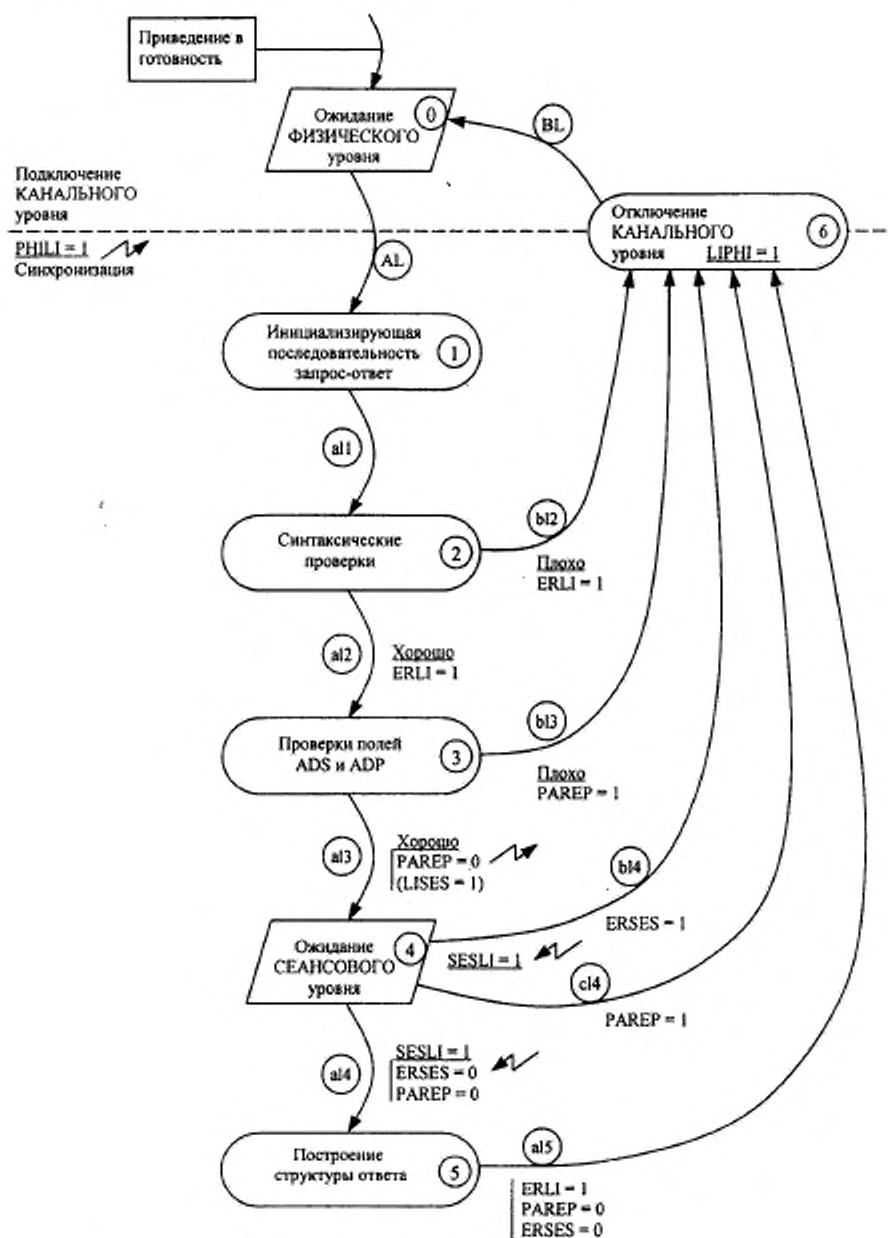 Приведение в
готовность
Ожидание
ФИЗИЧЕСКОГО
уровня
0
BL
Подключение
КАНАЛЬНОГО
уровня
PHILI = 1
Синхронизация
Отключение
КАНАЛЬНОГО
уровня LIPHI = 1
6
AL
Инициализирующая
последовательность
запрос-ответ
1
al1
Синтаксические
проверки
2
bl2
Плохо
ERLI = 1
al2
Хорошо
ERLI = 1
Проверки полей
ADS и ADP
3
bl3
Плохо
PAREP = 1
al3
Хорошо
PAREP = 0
(LISES = 1)
bl4
ERSES = 1
Ожидание
СЕАНСОВОГО
уровня
4
SESLI = 1
cl4
PAREP = 1
al4
SESLI = 1
ERSES = 0
PAREP = 0
Построение
структуры ответа
5
al5
ERLI = 1
PAREP = 0
ERSES = 0